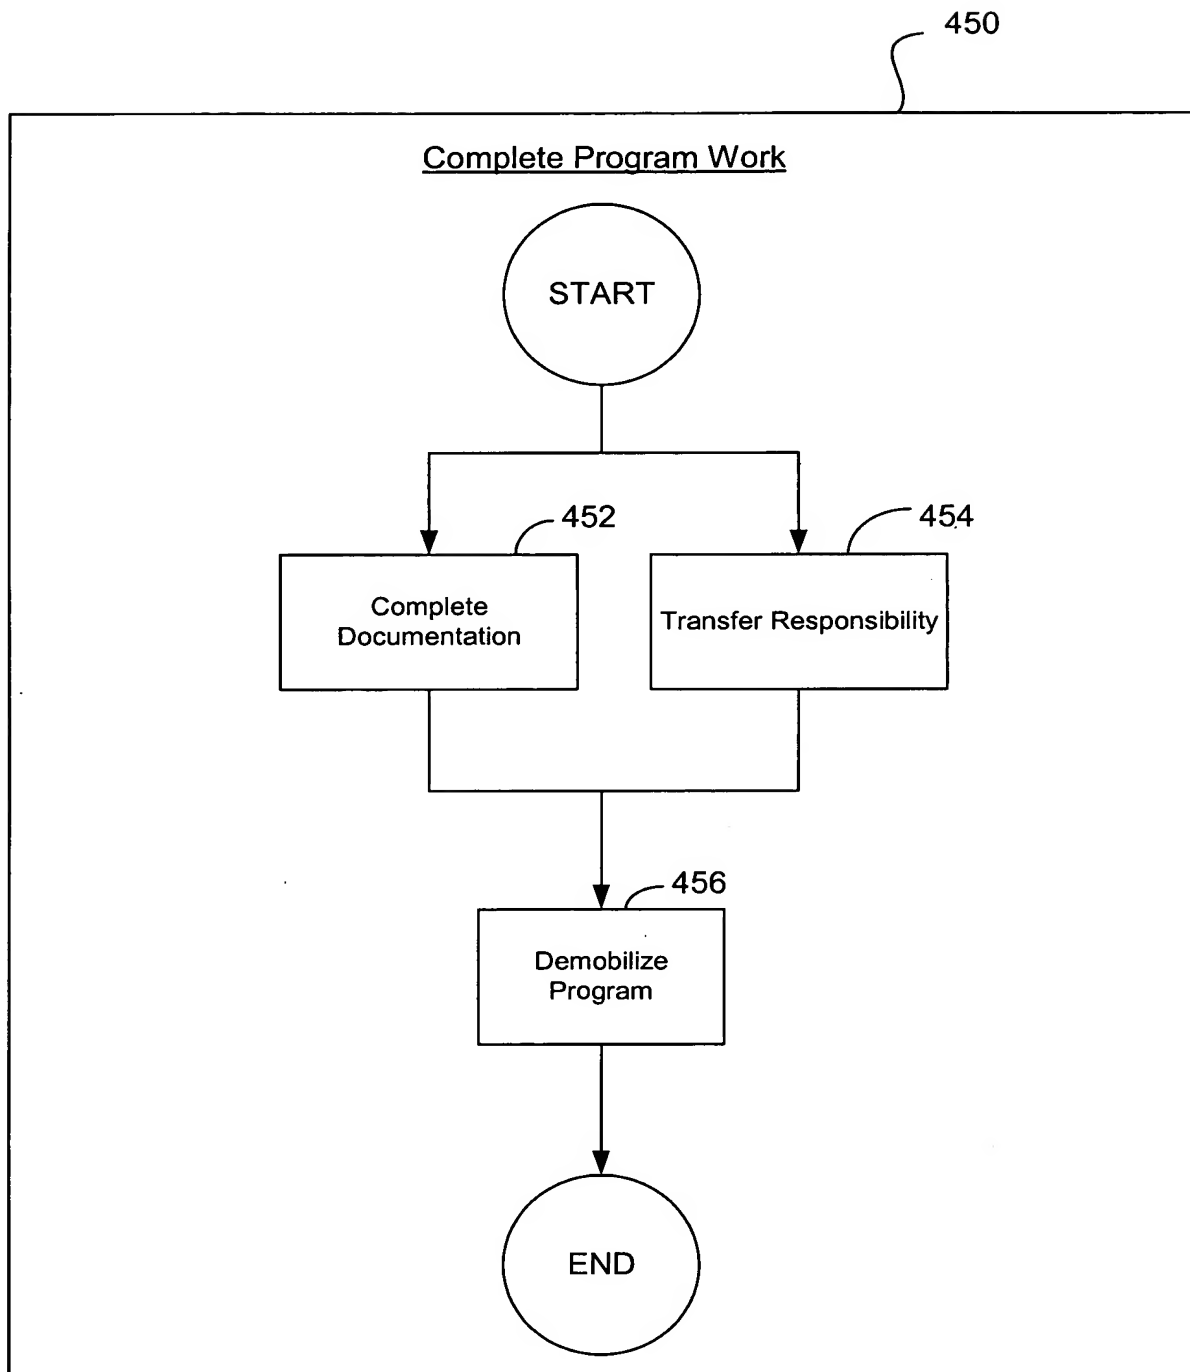 450
Complete Program Work
START
452
454
Complete
Documentation
Transfer Responsibility
456
Demobilize
Program
END